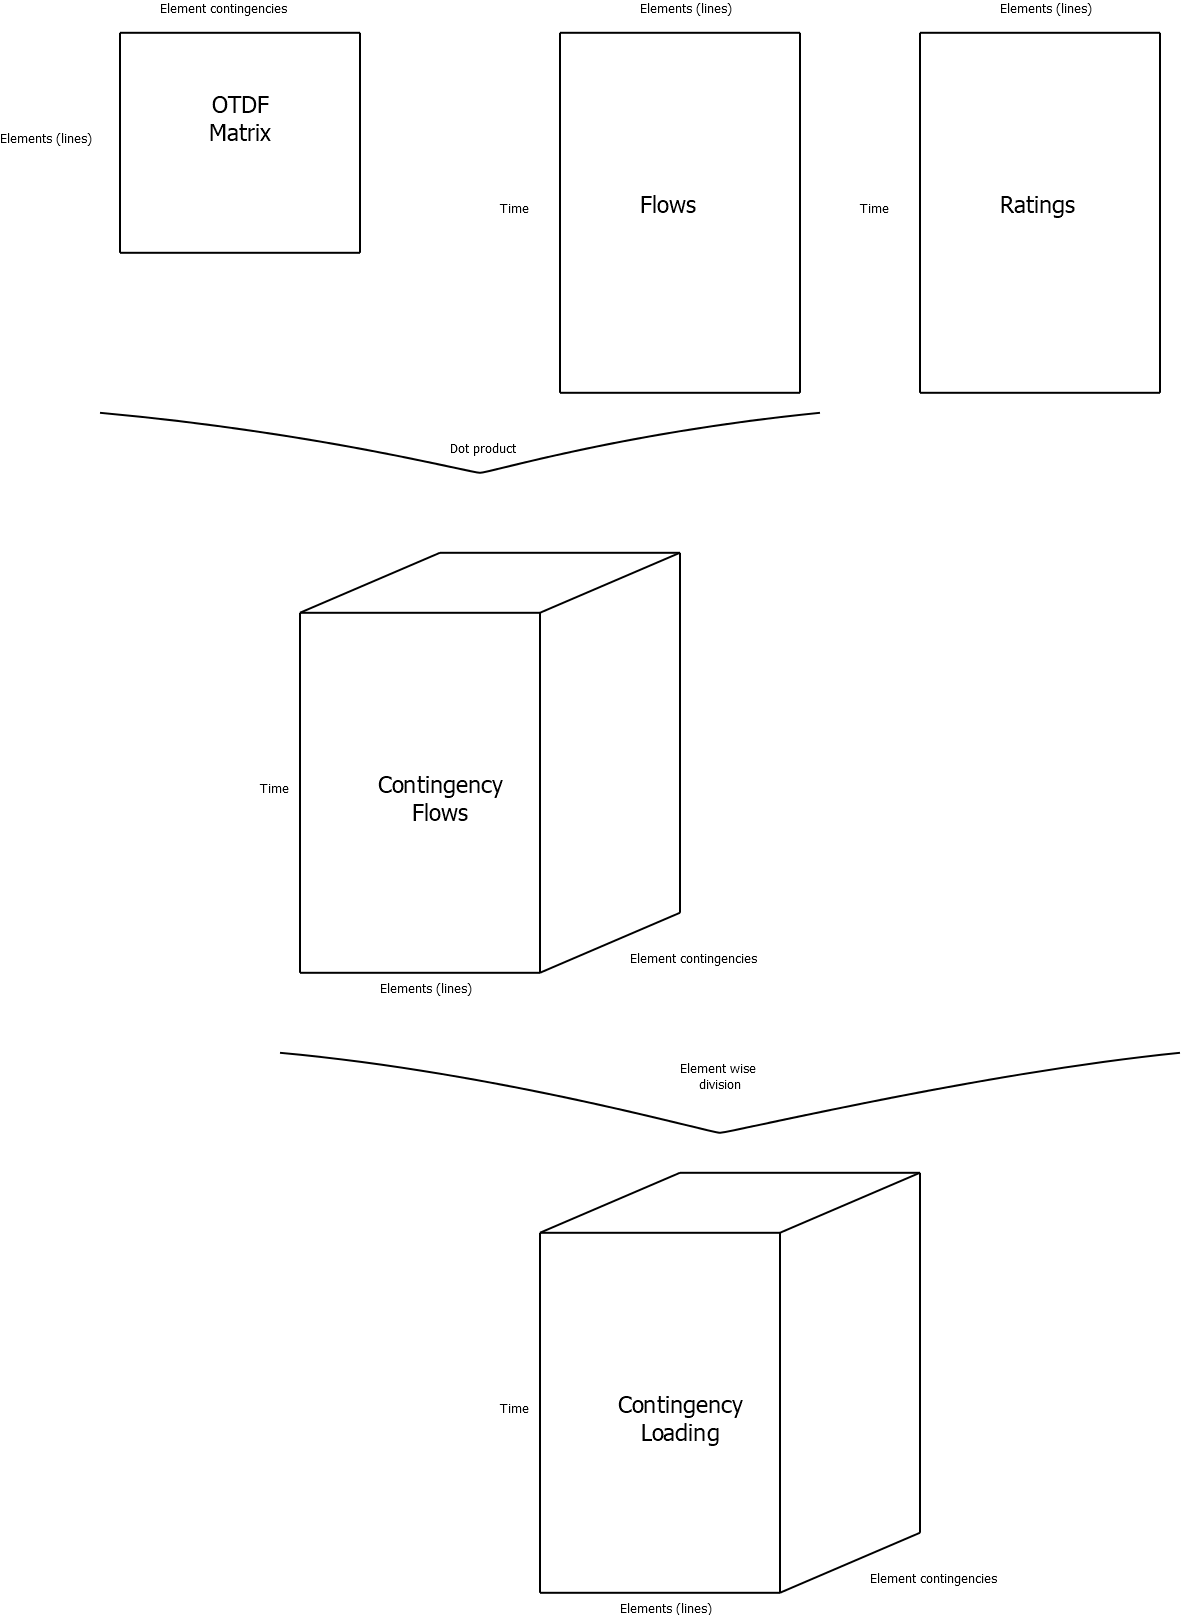 Element contingencies
Elements (lines)
Elements (lines)
OTDF
Matrix
Elements (lines)
Time
Flows
Time
Ratings
Dot product
Time
Contingency
Flows
Element contingencies
Elements (lines)
Element wise
division
Time
Contingency
Loading
Element contingencies
Elements (lines)